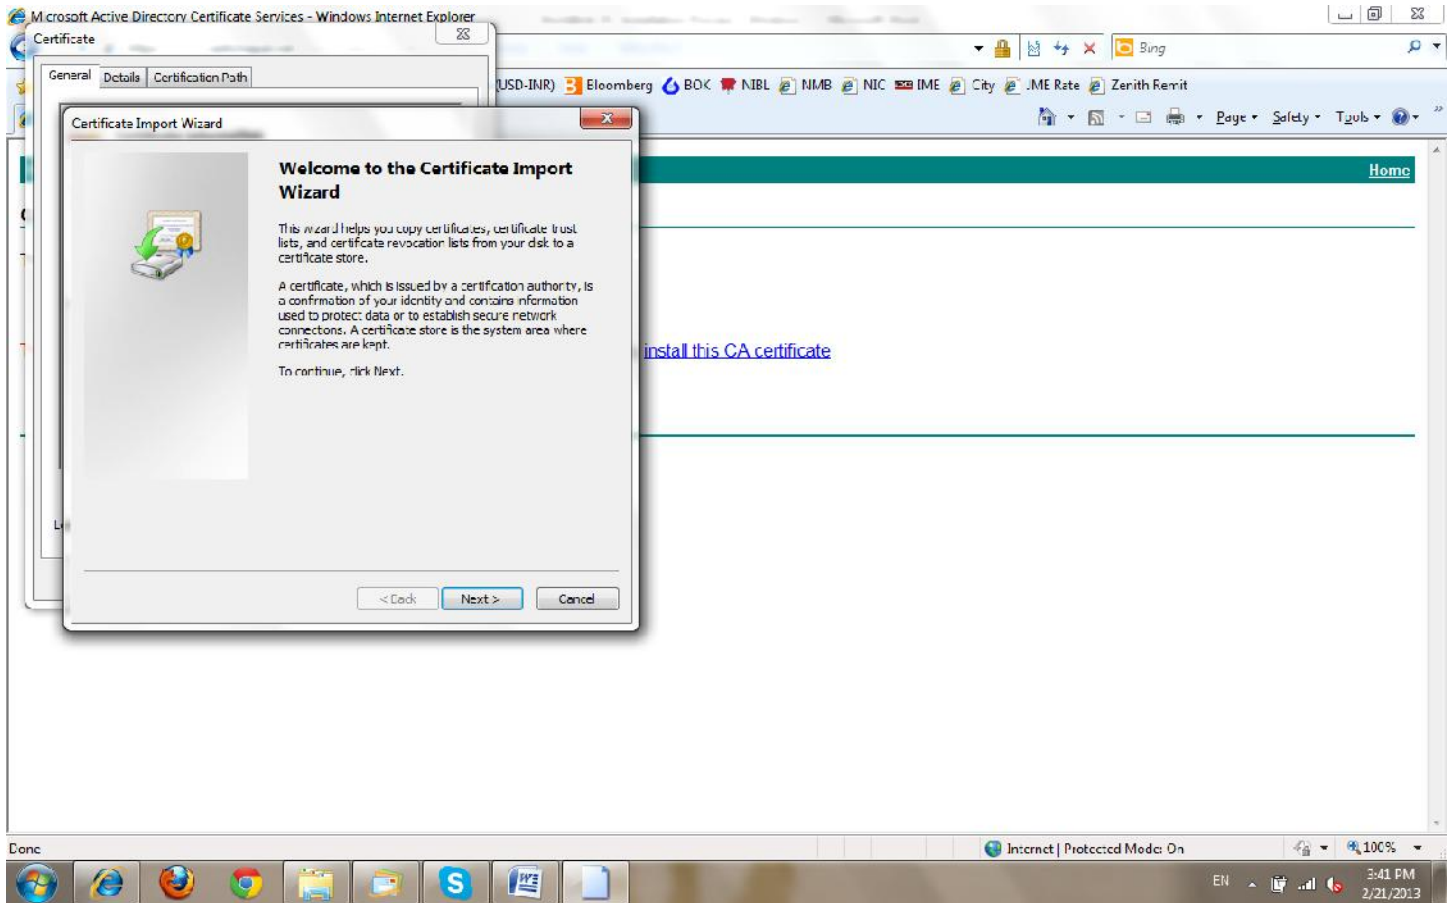 Microsoft Active Directory Certificate Services - Windows Internet Explorer
Certificate
Bing
General Details Certification Path
(USD-INR) Bloomberg BOK NIBL NMB NIC IME City JME Rate Zenith Remit
Page Safety Tools
Certificate Import Wizard
Home
Welcome to the Certificate Import
Wizard
This wizard helps you copy certificates, certificate trust
lists, and certificate revocation lists from your disk to a
certificate store.
A certificate, which is issued by a certification authority, is
a confirmation of your identity and contains information
used to protect data or to establish secure network
connections. A certificate store is the system area where
certificates are kept.
install this CA certificate
To continue, click Next.
< Back Next > Cancel
Done Internet | Protected Mode: On 100%
EN 3:41 PM
2/21/2013